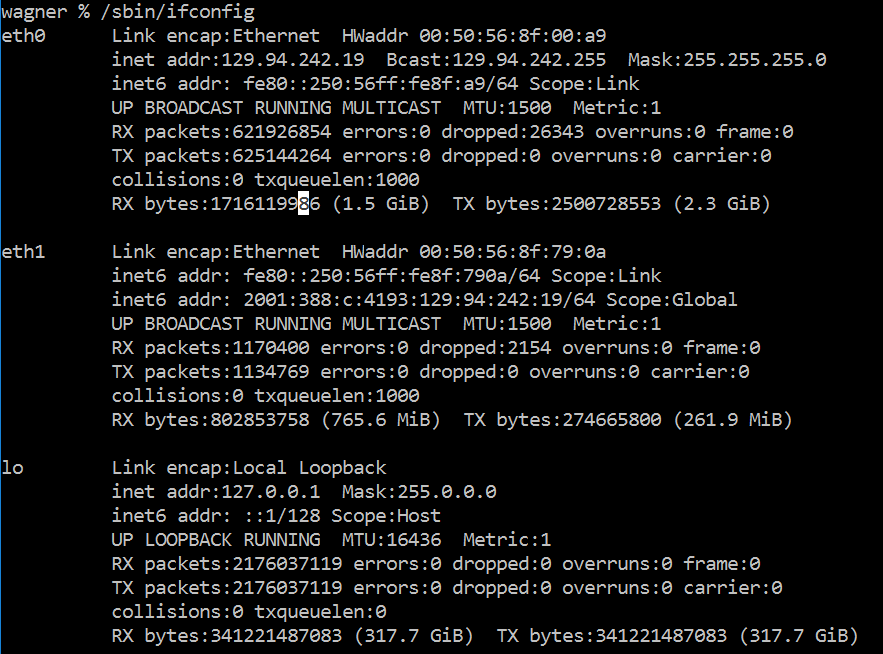 wagner % /sbin/ifconfig
eth0      Link encap:Ethernet  HWaddr 00:50:56:8f:00:a9
          inet addr:129.94.242.19  Bcast:129.94.242.255  Mask:255.255.255.0
          inet6 addr: fe80::250:56ff:fe8f:a9/64 Scope:Link
          UP BROADCAST RUNNING MULTICAST  MTU:1500  Metric:1
          RX packets:621926854 errors:0 dropped:26343 overruns:0 frame:0
          TX packets:625144264 errors:0 dropped:0 overruns:0 carrier:0
          collisions:0 txqueuelen:1000
          RX bytes:1716119986 (1.5 GiB)  TX bytes:2500728553 (2.3 GiB)

eth1      Link encap:Ethernet  HWaddr 00:50:56:8f:79:0a
          inet6 addr: fe80::250:56ff:fe8f:790a/64 Scope:Link
          inet6 addr: 2001:388:c:4193:129:94:242:19/64 Scope:Global
          UP BROADCAST RUNNING MULTICAST  MTU:1500  Metric:1
          RX packets:1170400 errors:0 dropped:2154 overruns:0 frame:0
          TX packets:1134769 errors:0 dropped:0 overruns:0 carrier:0
          collisions:0 txqueuelen:1000
          RX bytes:802853758 (765.6 MiB)  TX bytes:274665800 (261.9 MiB)

lo        Link encap:Local Loopback
          inet addr:127.0.0.1  Mask:255.0.0.0
          inet6 addr: ::1/128 Scope:Host
          UP LOOPBACK RUNNING  MTU:16436  Metric:1
          RX packets:2176037119 errors:0 dropped:0 overruns:0 frame:0
          TX packets:2176037119 errors:0 dropped:0 overruns:0 carrier:0
          collisions:0 txqueuelen:0
          RX bytes:341221487083 (317.7 GiB)  TX bytes:341221487083 (317.7 GiB)